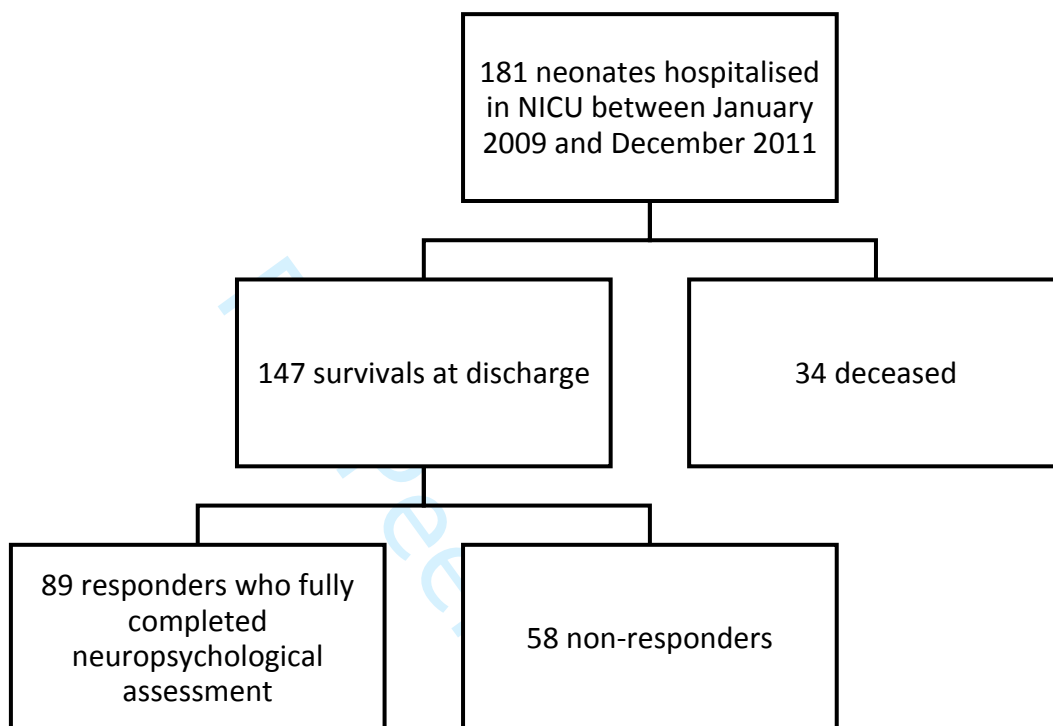 181 neonates hospitalised
in NICU between January
2009 and December 2011
147 survivals at discharge
34 deceased
89 responders who fully
completed
neuropsychological
assessment
58 non-responders